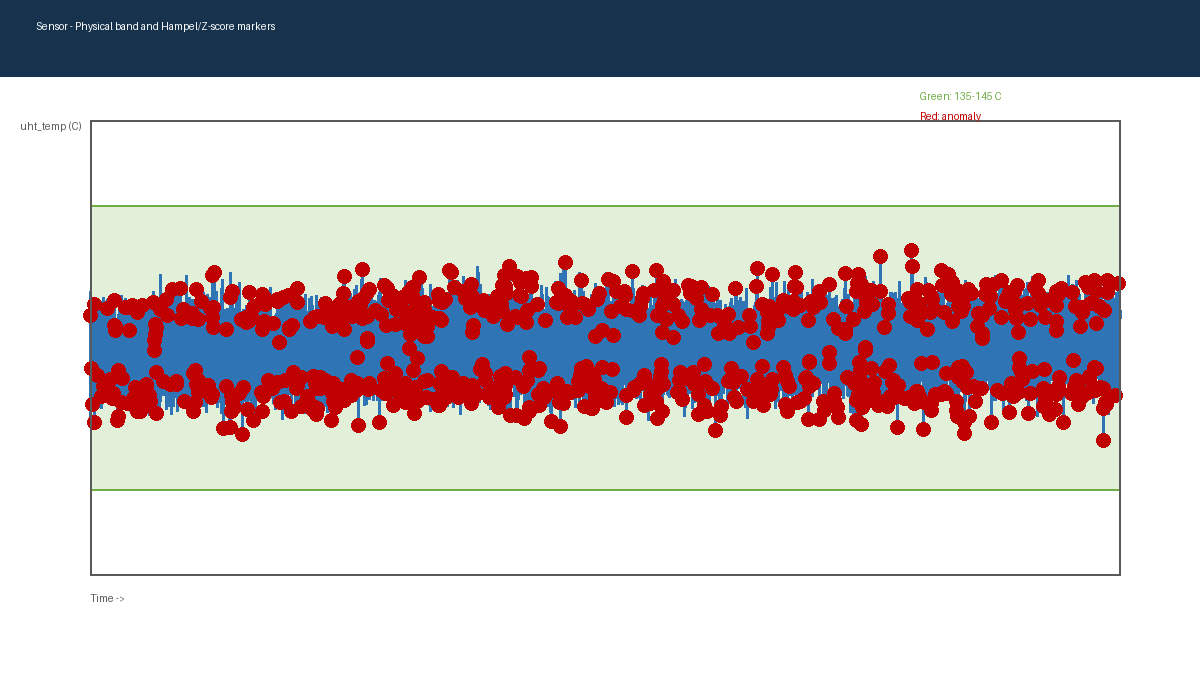 Sensor - Physical band and Hampel/Z-score markers
Green: 135-145 C
Red: anomaly
uht_temp (C)
Time ->